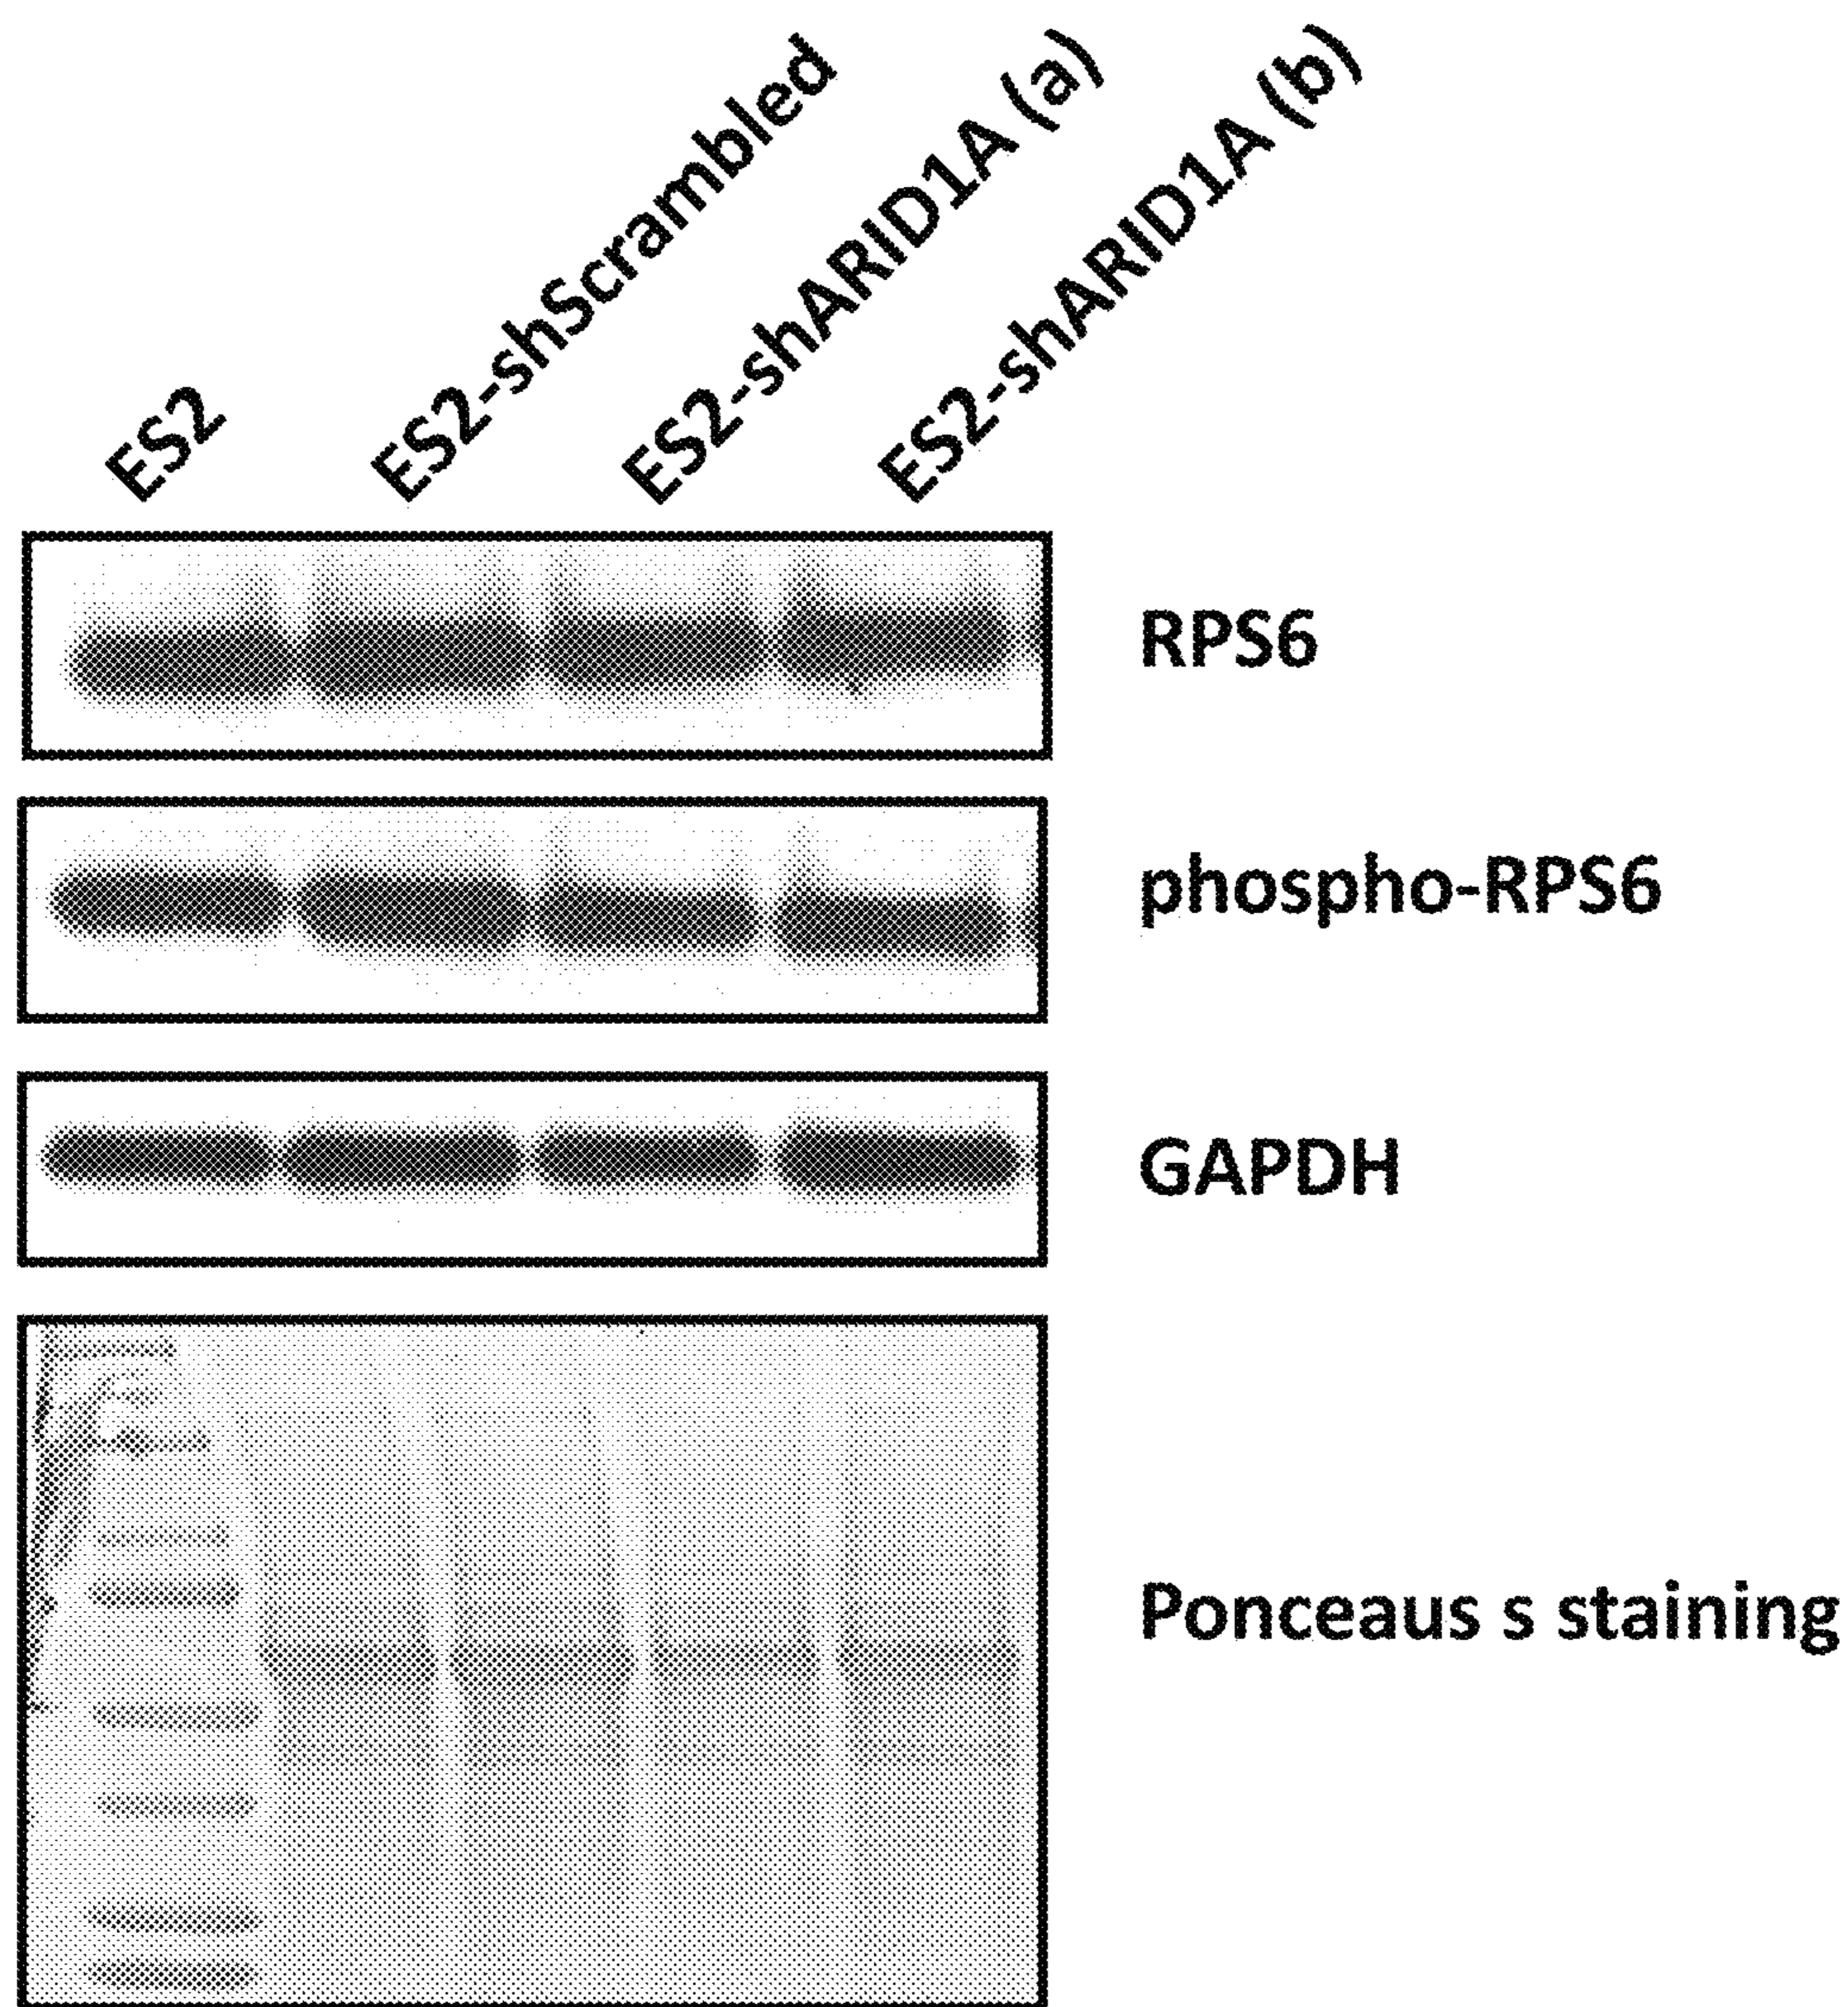 ES2
ES2-shScrambled
ES2-shARID1A (a)
ES2-shARID1A (b)
RPS6
phospho-RPS6
GAPDH
Ponceaus s staining